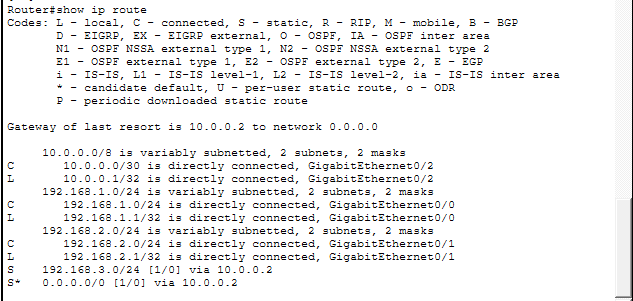 Router#show ip route
Codes: L - local, C - connected, S - static, R - RIP, M - mobile, B - BGP
       D - EIGRP, EX - EIGRP external, O - OSPF, IA - OSPF inter area
       N1 - OSPF NSSA external type 1, N2 - OSPF NSSA external type 2
       E1 - OSPF external type 1, E2 - OSPF external type 2, E - EGP
       i - IS-IS, L1 - IS-IS level-1, L2 - IS-IS level-2, ia - IS-IS inter area
       * - candidate default, U - per-user static route, o - ODR
       P - periodic downloaded static route
Gateway of last resort is 10.0.0.2 to network 0.0.0.0
     10.0.0.0/8 is variably subnetted, 2 subnets, 2 masks
C       10.0.0.0/30 is directly connected, GigabitEthernet0/2
L       10.0.0.1/32 is directly connected, GigabitEthernet0/2
     192.168.1.0/24 is variably subnetted, 2 subnets, 2 masks
C       192.168.1.0/24 is directly connected, GigabitEthernet0/0
L       192.168.1.1/32 is directly connected, GigabitEthernet0/0
     192.168.2.0/24 is variably subnetted, 2 subnets, 2 masks
C       192.168.2.0/24 is directly connected, GigabitEthernet0/1
L       192.168.2.1/32 is directly connected, GigabitEthernet0/1
S    192.168.3.0/24 [1/0] via 10.0.0.2
S*   0.0.0.0/0 [1/0] via 10.0.0.2